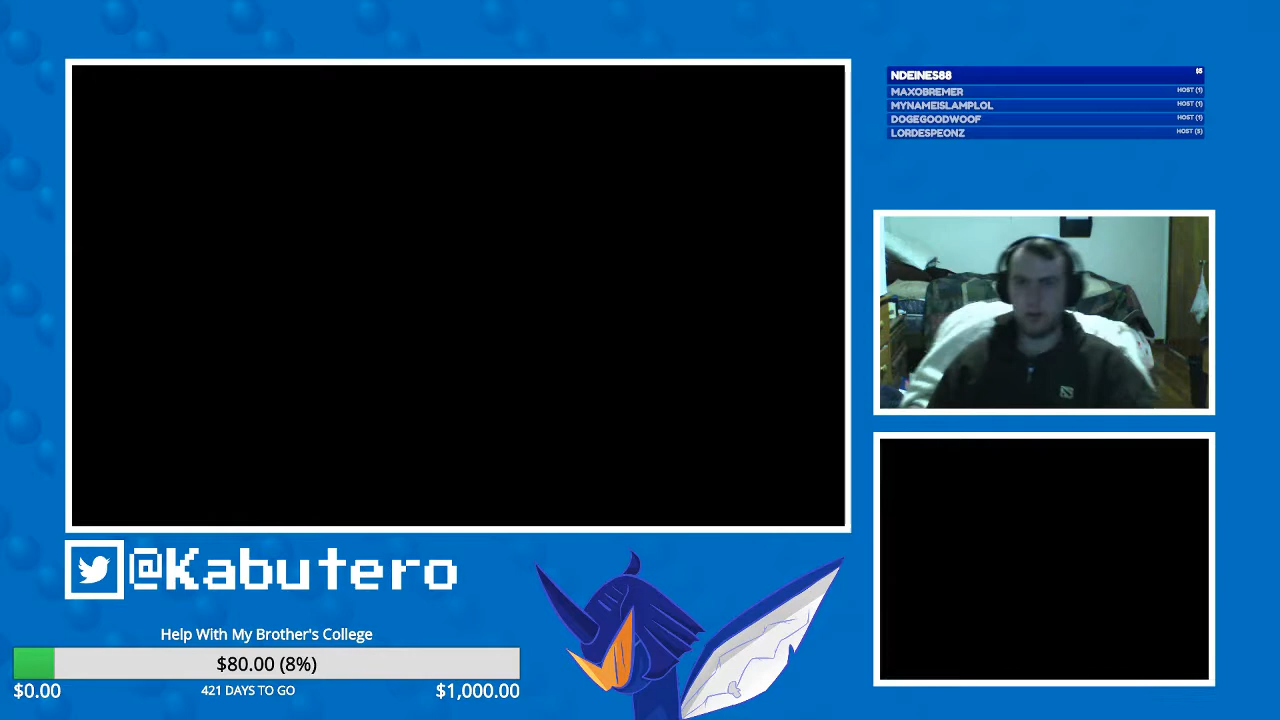 NDEINES88 $5
MAXOBREMER HOST (1)
MYNAMEISLAMPLOL HOST (1)
DOGEGOODWOOF HOST (1)
LORDESPEONZ HOST (3)
@Kabutero
Help With My Brother's College
$80.00 (8%)
$0.00 421 DAYS TO GO $1,000.00